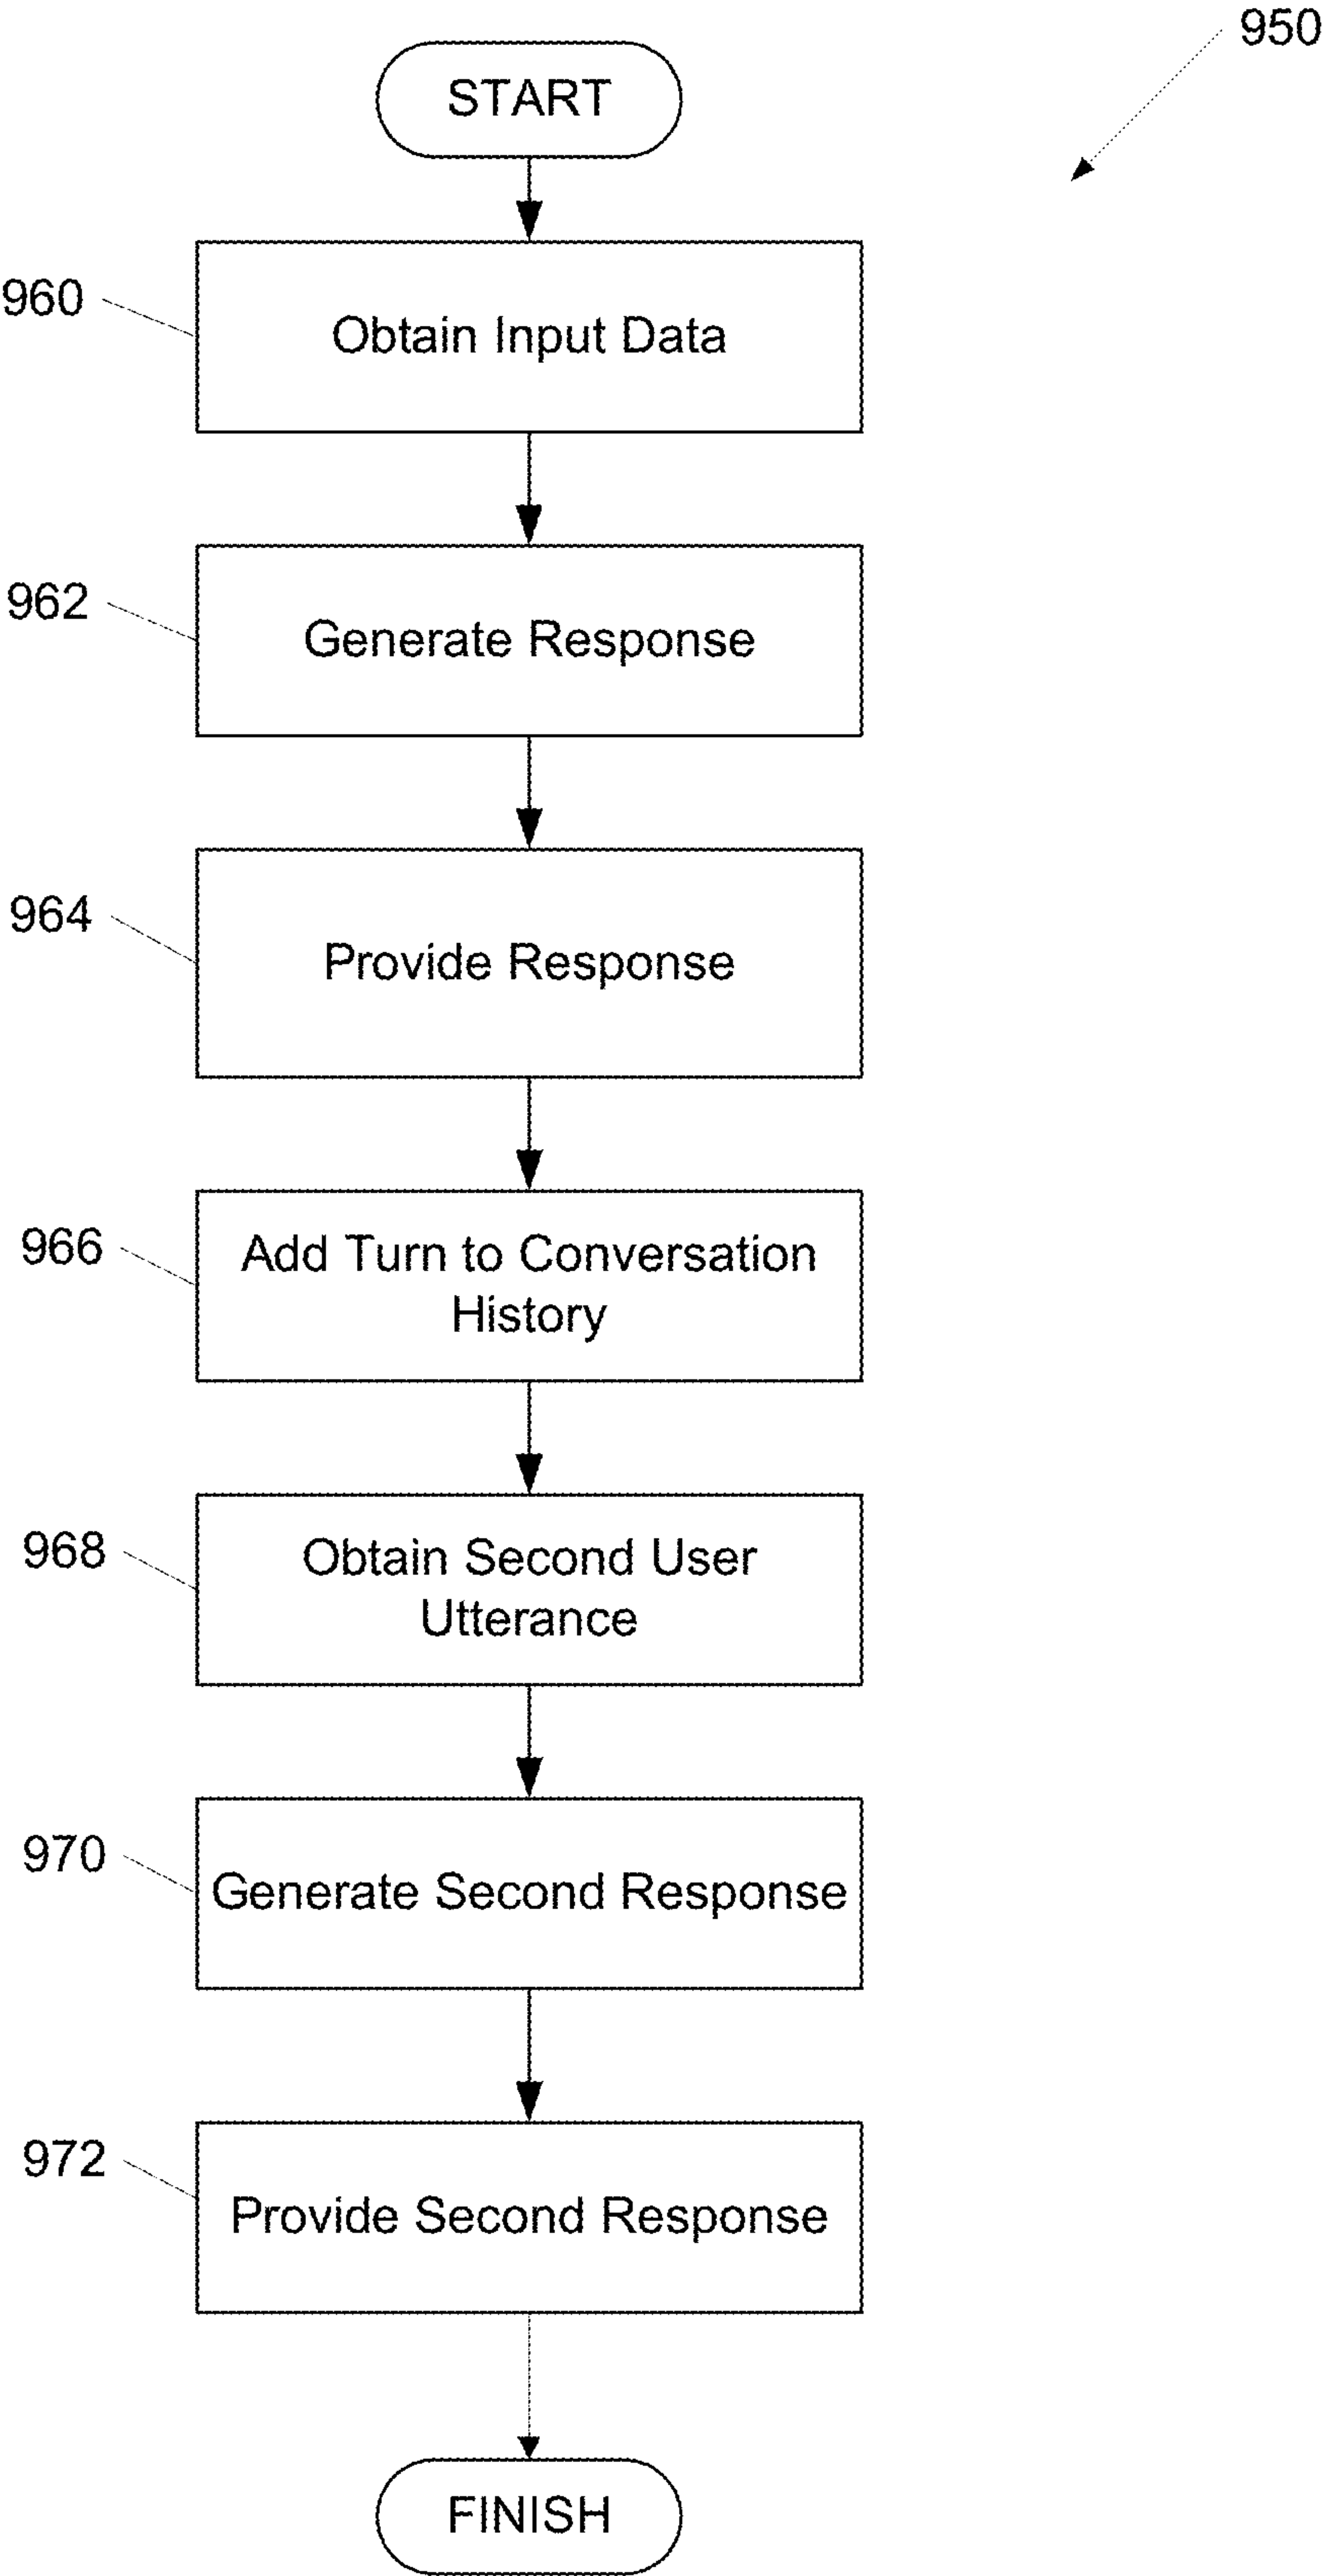 950
START
960
Obtain Input Data
962
Generate Response
964
Provide Response
966
Add Turn to Conversation
History
968
Obtain Second User
Utterance
970
Generate Second Response
972
Provide Second Response
FINISH